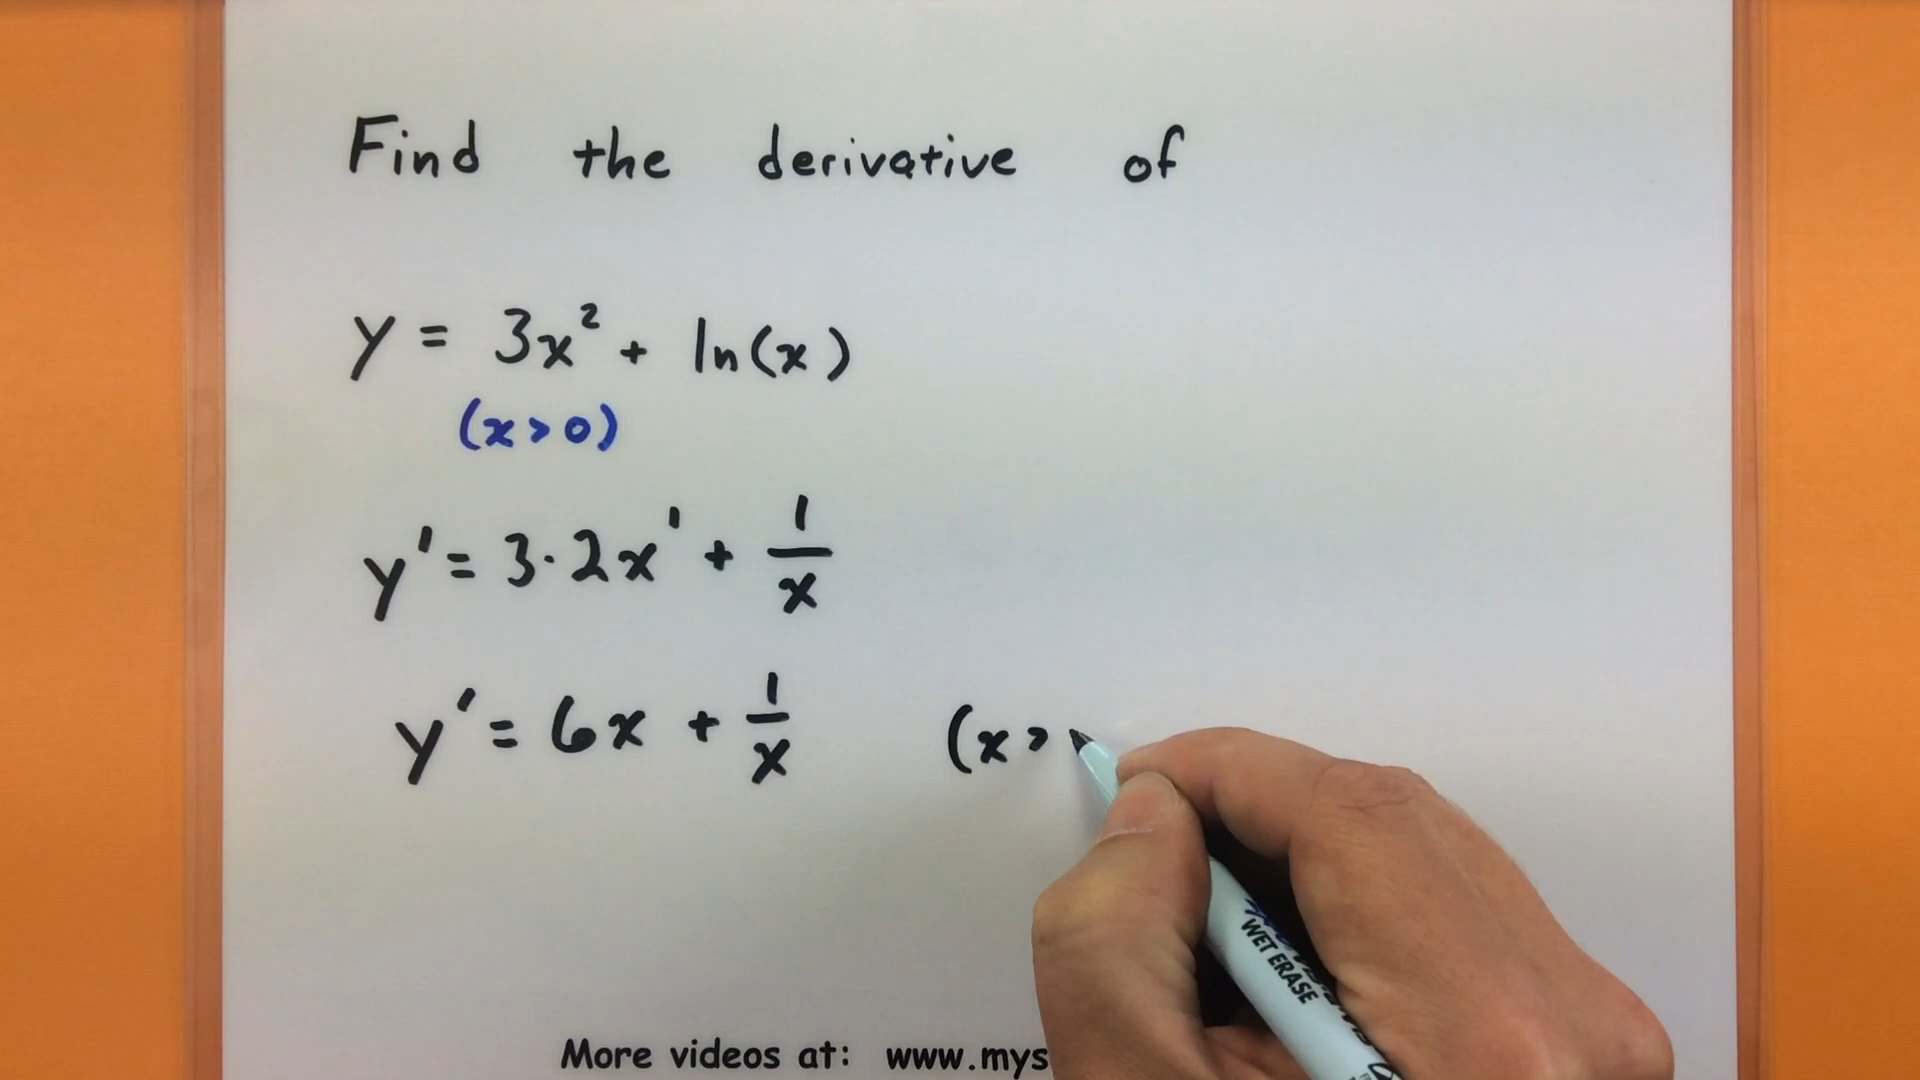 Find the derivative of
y = 3x² + ln(x)
(x > 0)
y' = 3·2x¹ + 1/x
y' = 6x + 1/x (x >
More videos at: www.mys
WET ERASE